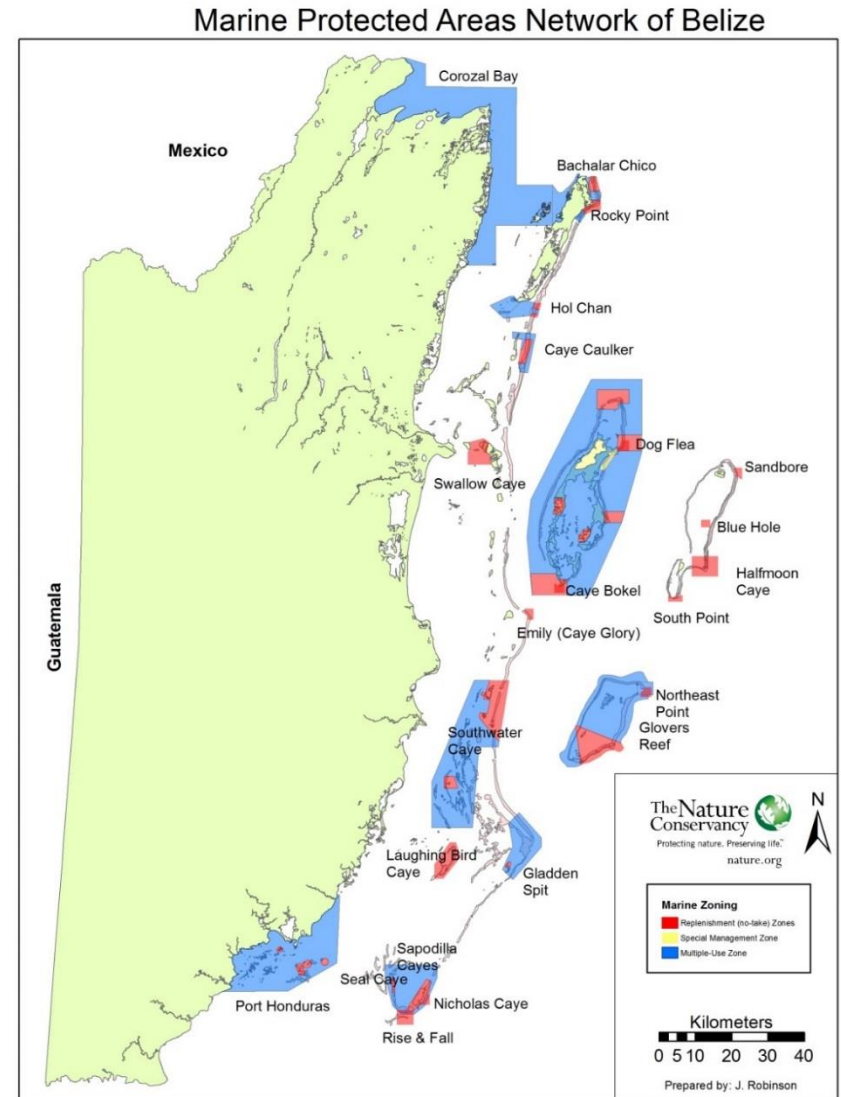 Marine Protected Areas Network of Belize
Corozal Bay
Mexico
Bachalar Chico
Rocky Point
Hol Chan
Caye Caulker
Dog Flea
Swallow Caye
Sandbore
Blue Hole
Halfmoon
Caye
Caye Bokel
South Point
Guatemala
Emily (Caye Glory)
Northeast
Point
Glovers
Reef
Southwater
Caye
Laughing Bird
Caye
Gladden
Spit
Sapodilla
Cayes
Seal Caye
Port Honduras
Nicholas Caye
Rise & Fall
The Nature
Conservancy
Protecting nature. Preserving life.™
nature.org
N
Marine Zoning
Replenishment (no-take) Zones
Special Management Zone
Multiple-Use Zone
Kilometers
0 5 10 20 30 40
Prepared by: J. Robinson